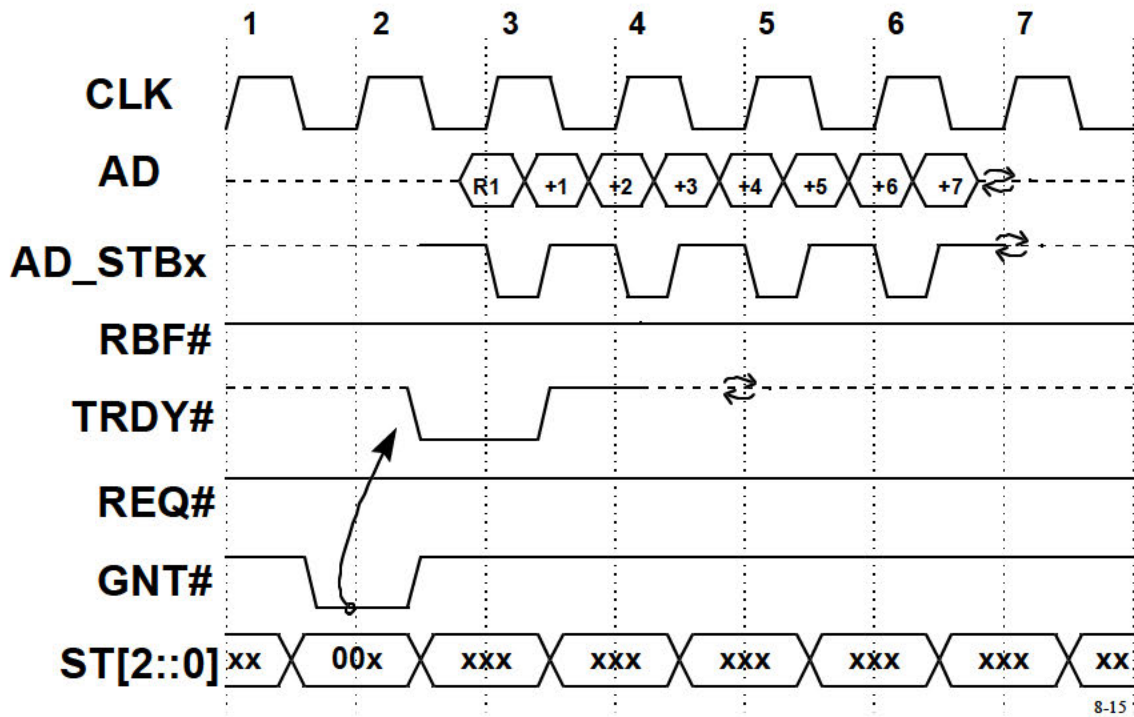 1 2 3 4 5 6 7
CLK
AD R1 +1 +2 +3 +4 +5 +6 +7
AD_STBx
RBF#
TRDY#
REQ#
GNT#
ST[2::0] xx 00x xxx xxx xxx xxx xxx xx
8-15